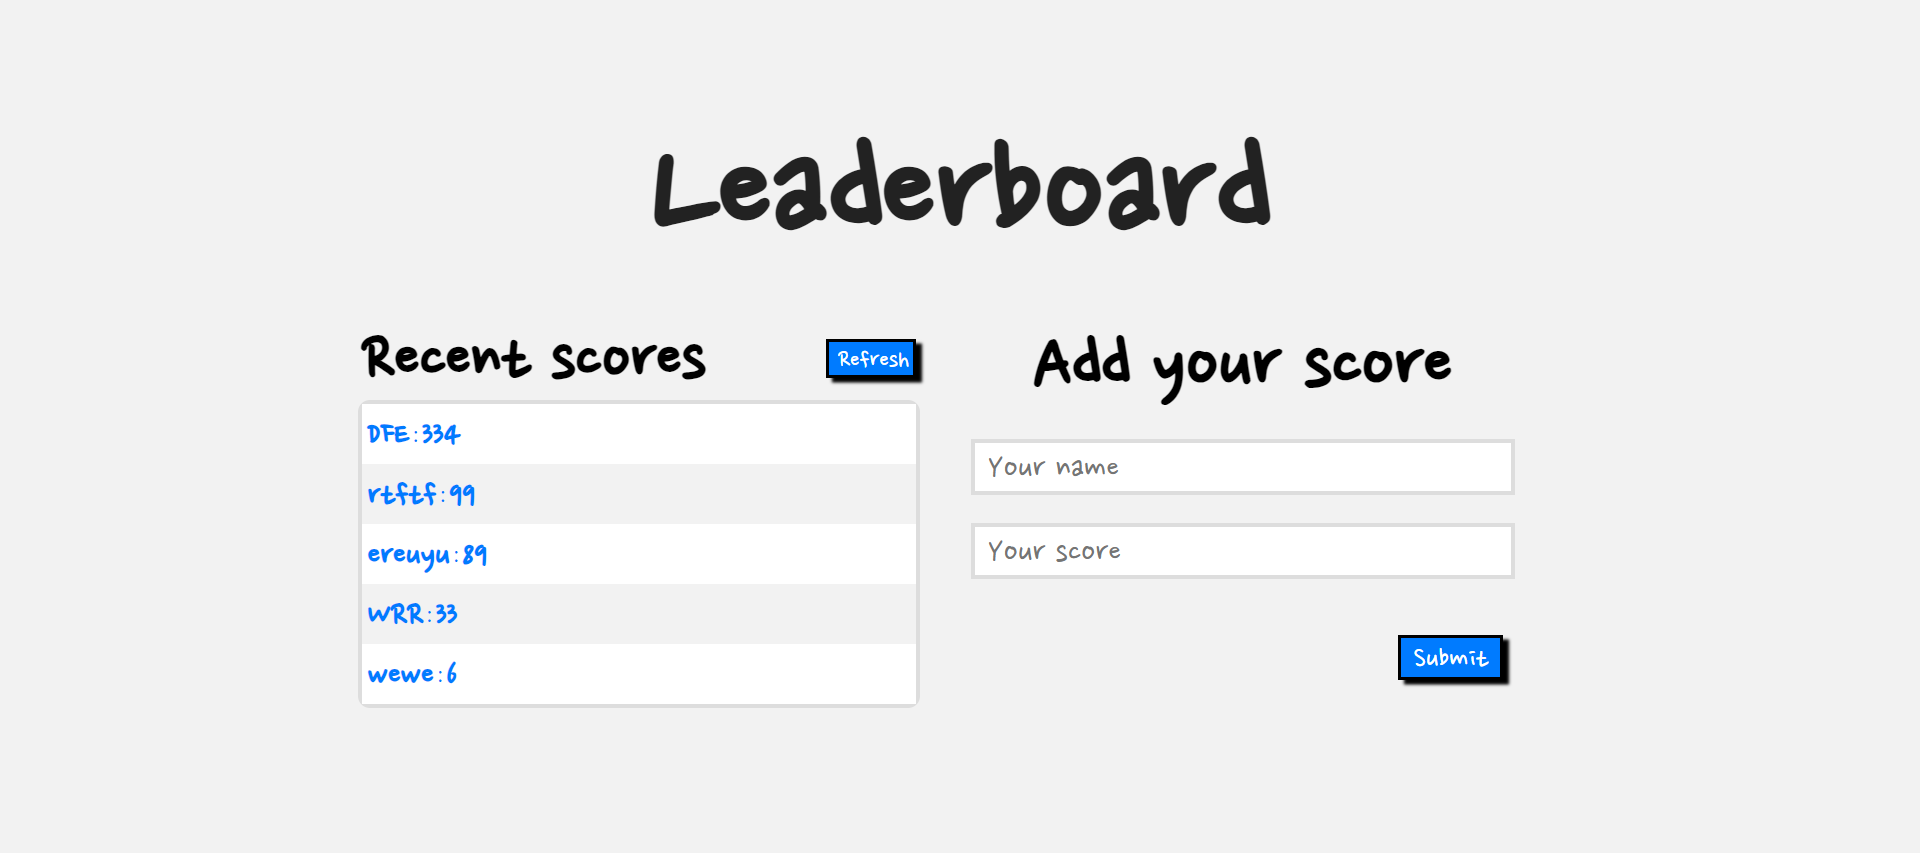 Leaderboard
Recent scores
Refresh
DFE : 334
rtftf : 99
ereuyu : 89
WRR : 33
wewe : 6
Add your score
Your name
Your score
Submit